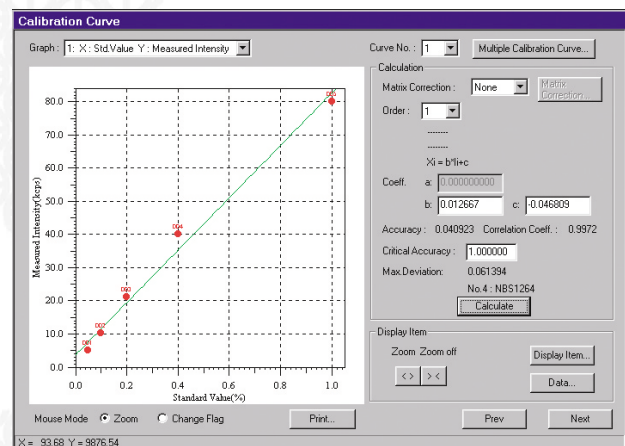 Calibration Curve
Graph : 1: X : Std.Value Y : Measured Intensity
Curve No. : 1 Multiple Calibration Curve...
80.0
70.0
60.0
50.0
40.0
30.0
20.0
10.0
0.0
Measured Intensity(kcps)
0.0 0.2 0.4 0.6 0.8 1.0
Standard Value(%)
Mouse Mode Zoom Change Flag Print...
Calculation
Matrix Correction : None Matrix Correction...
Order : 1
--------
--------
Xi = b*Ii+c
Coeff. a: 0.000000000
b: 0.012667 c: -0.046809
Accuracy : 0.040923 Correlation Coeff. : 0.9972
Critical Accuracy : 1.000000
Max.Deviation: 0.061394
No.4 : NBS1264
Calculate
Display Item
Zoom Zoom off
< > > < Display Item...
Data...
Prev Next
X = 93.68 Y = 9876.54